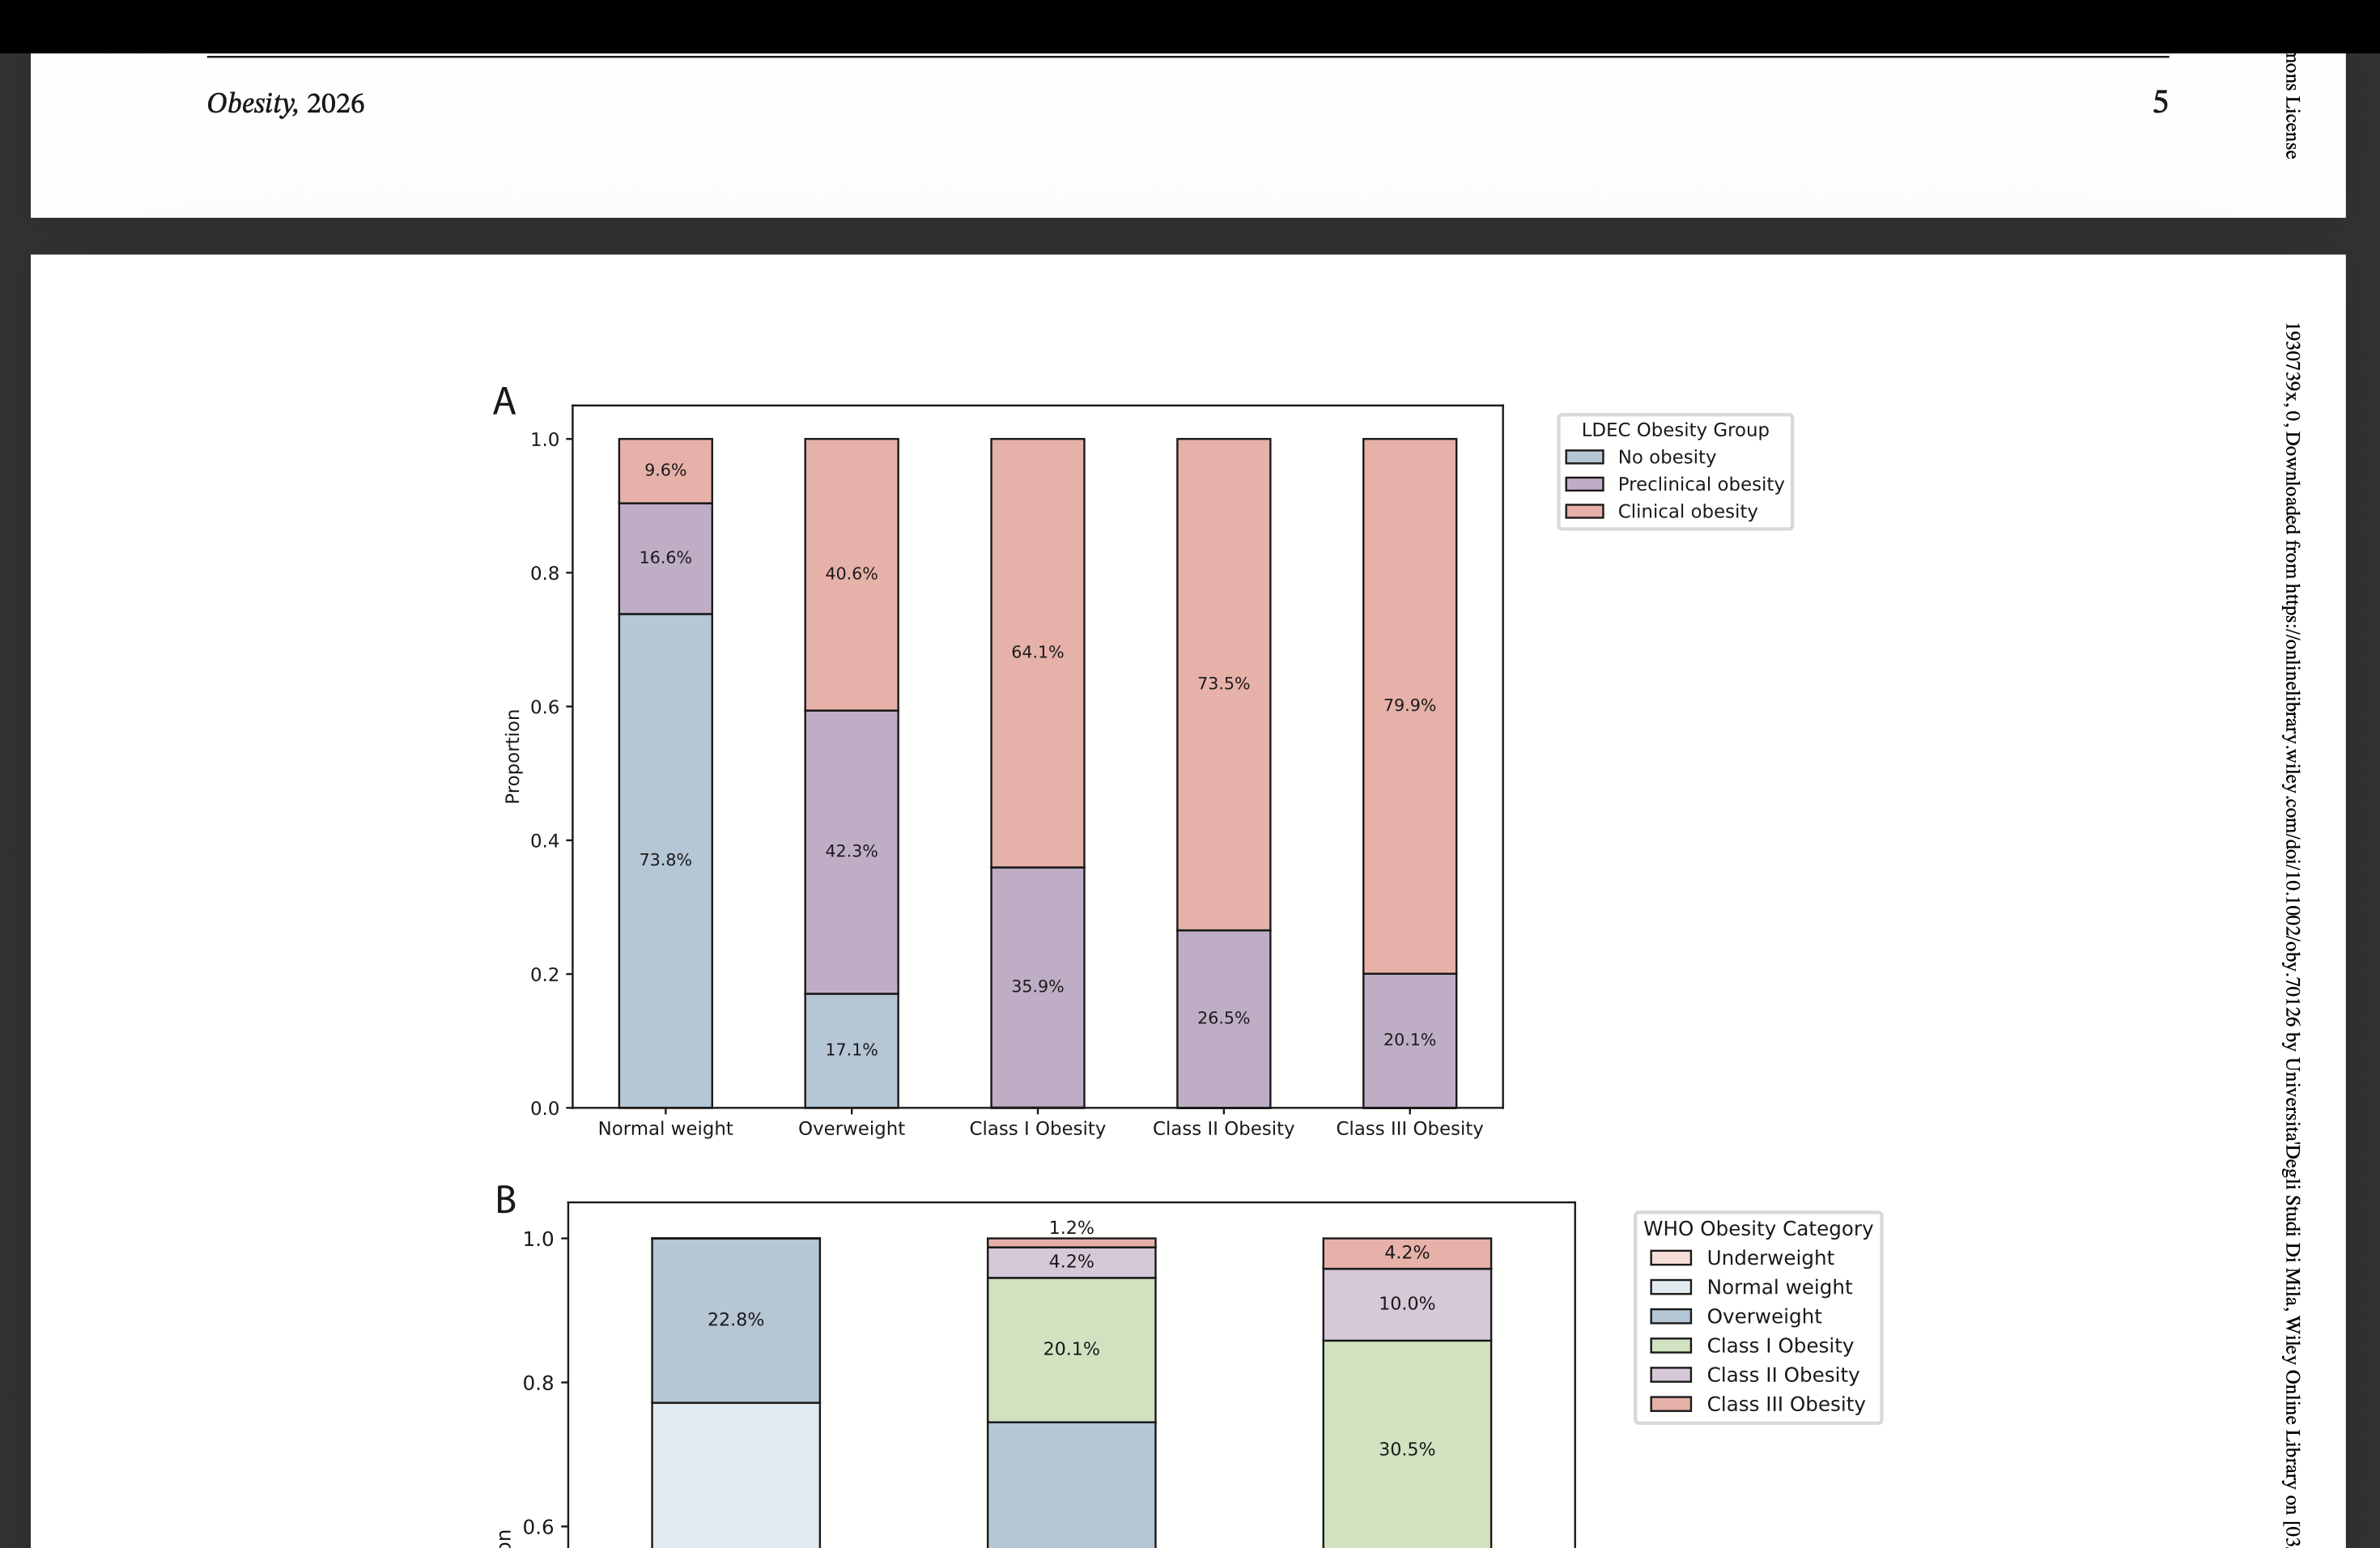 mons License
Obesity, 2026
5
1930739x, 0, Downloaded from https://onlinelibrary.wiley.com/doi/10.1002/oby.70126 by Universita'Degli Studi Di Mila, Wiley Online Library on [03
A
1.0
0.8
0.6
0.4
0.2
0.0
Proportion
9.6%
16.6%
73.8%
40.6%
42.3%
17.1%
64.1%
35.9%
73.5%
26.5%
79.9%
20.1%
Normal weight
Overweight
Class I Obesity
Class II Obesity
Class III Obesity
LDEC Obesity Group
No obesity
Preclinical obesity
Clinical obesity
B
1.0
0.8
0.6
on
22.8%
1.2%
4.2%
20.1%
4.2%
10.0%
30.5%
WHO Obesity Category
Underweight
Normal weight
Overweight
Class I Obesity
Class II Obesity
Class III Obesity